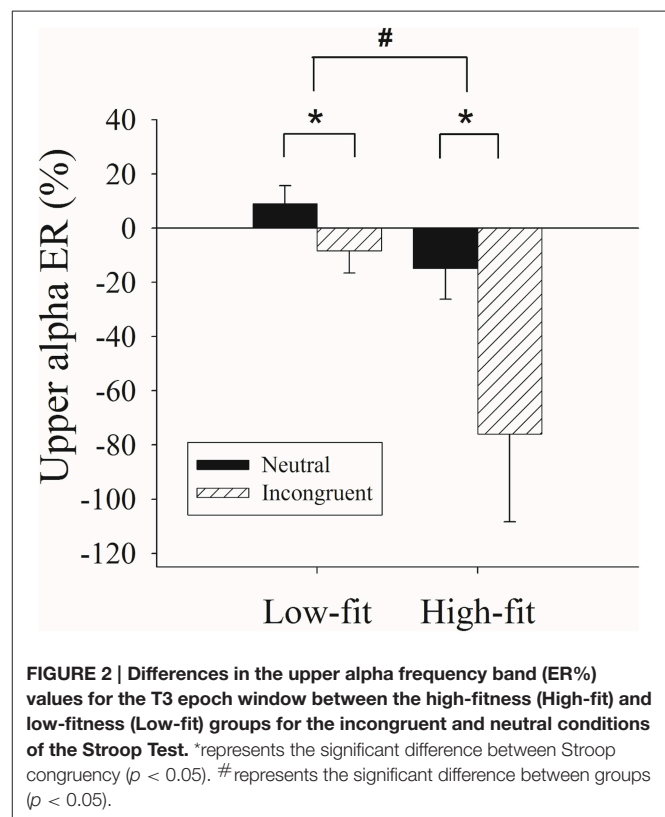 #
* *
40
20
0
-20
-40
-60
-80
-100
-120
Upper alpha ER (%)
Neutral
Incongruent
Low-fit High-fit
FIGURE 2 | Differences in the upper alpha frequency band (ER%)
values for the T3 epoch window between the high-fitness (High-fit) and
low-fitness (Low-fit) groups for the incongruent and neutral conditions
of the Stroop Test. *represents the significant difference between Stroop
congruency (p < 0.05). #represents the significant difference between groups
(p < 0.05).